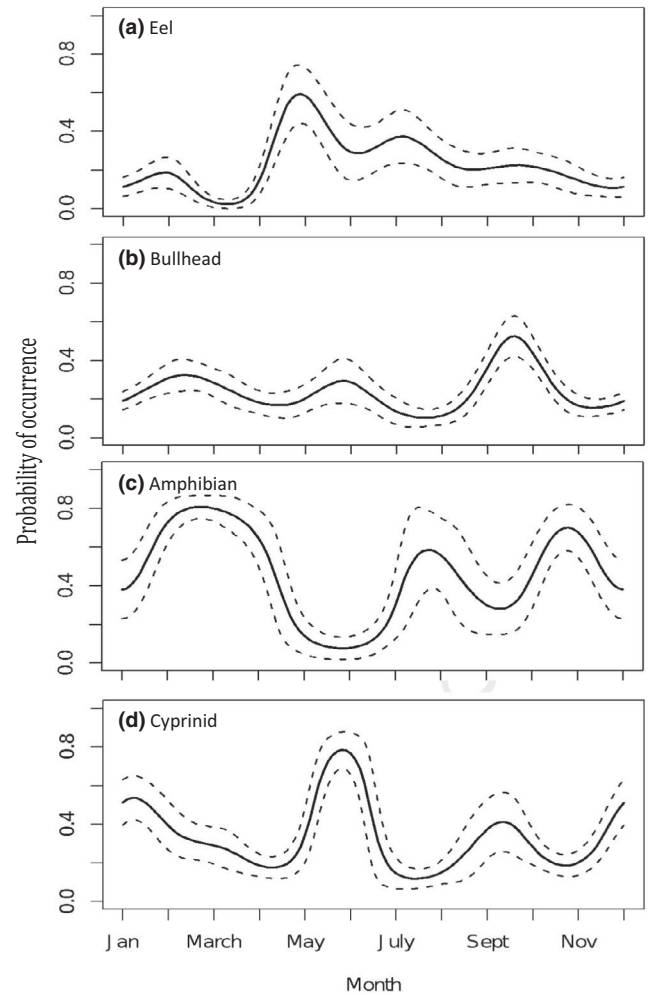 (a) Eel
0.8
0.4
0.0
(b) Bullhead
0.8
0.4
0.0
Probability of occurrence
(c) Amphibian
0.8
0.4
0.0
(d) Cyprinid
0.8
0.4
0.0
Jan March May July Sept Nov
Month